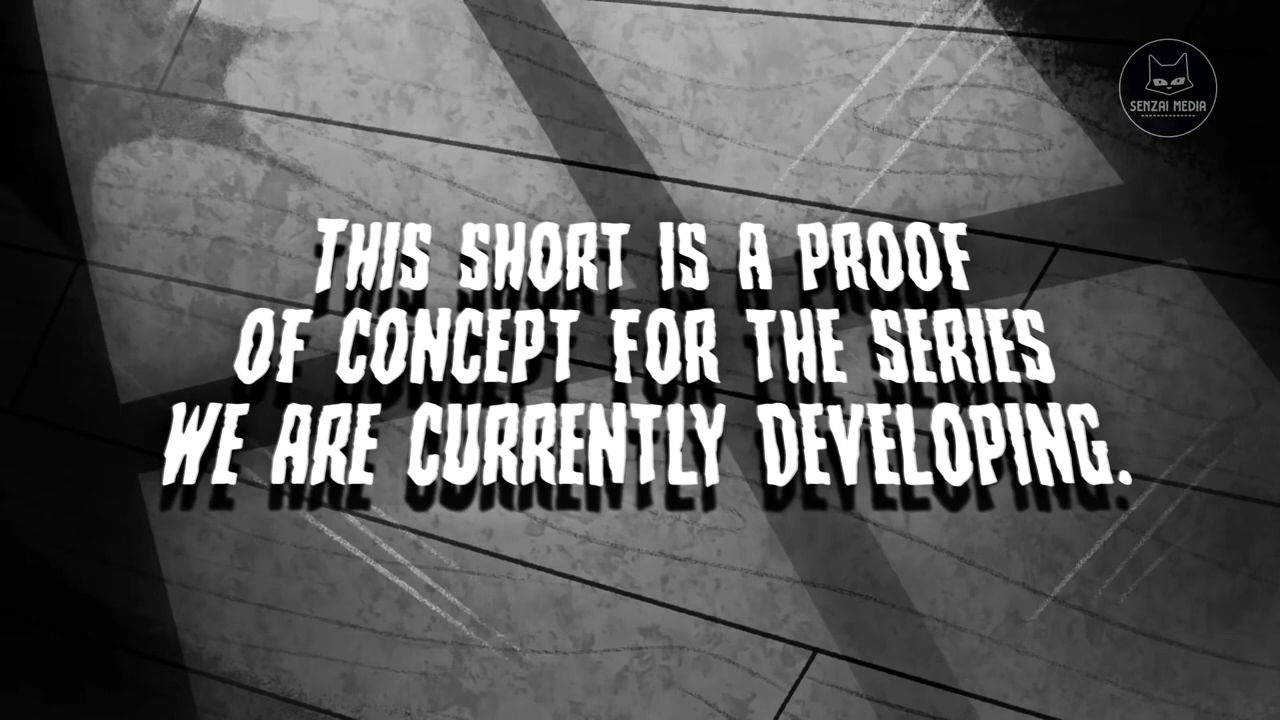 SENZAI MEDIA
THIS SHORT IS A PROOF
OF CONCEPT FOR THE SERIES
WE ARE CURRENTLY DEVELOPING.